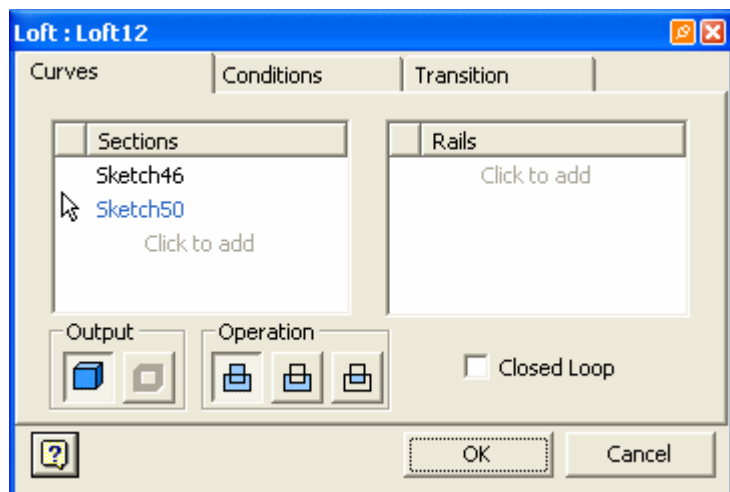 Loft : Loft12
Curves Conditions Transition
Sections
Sketch46
Sketch50
Click to add
Rails
Click to add
Output
Operation
Closed Loop
OK Cancel